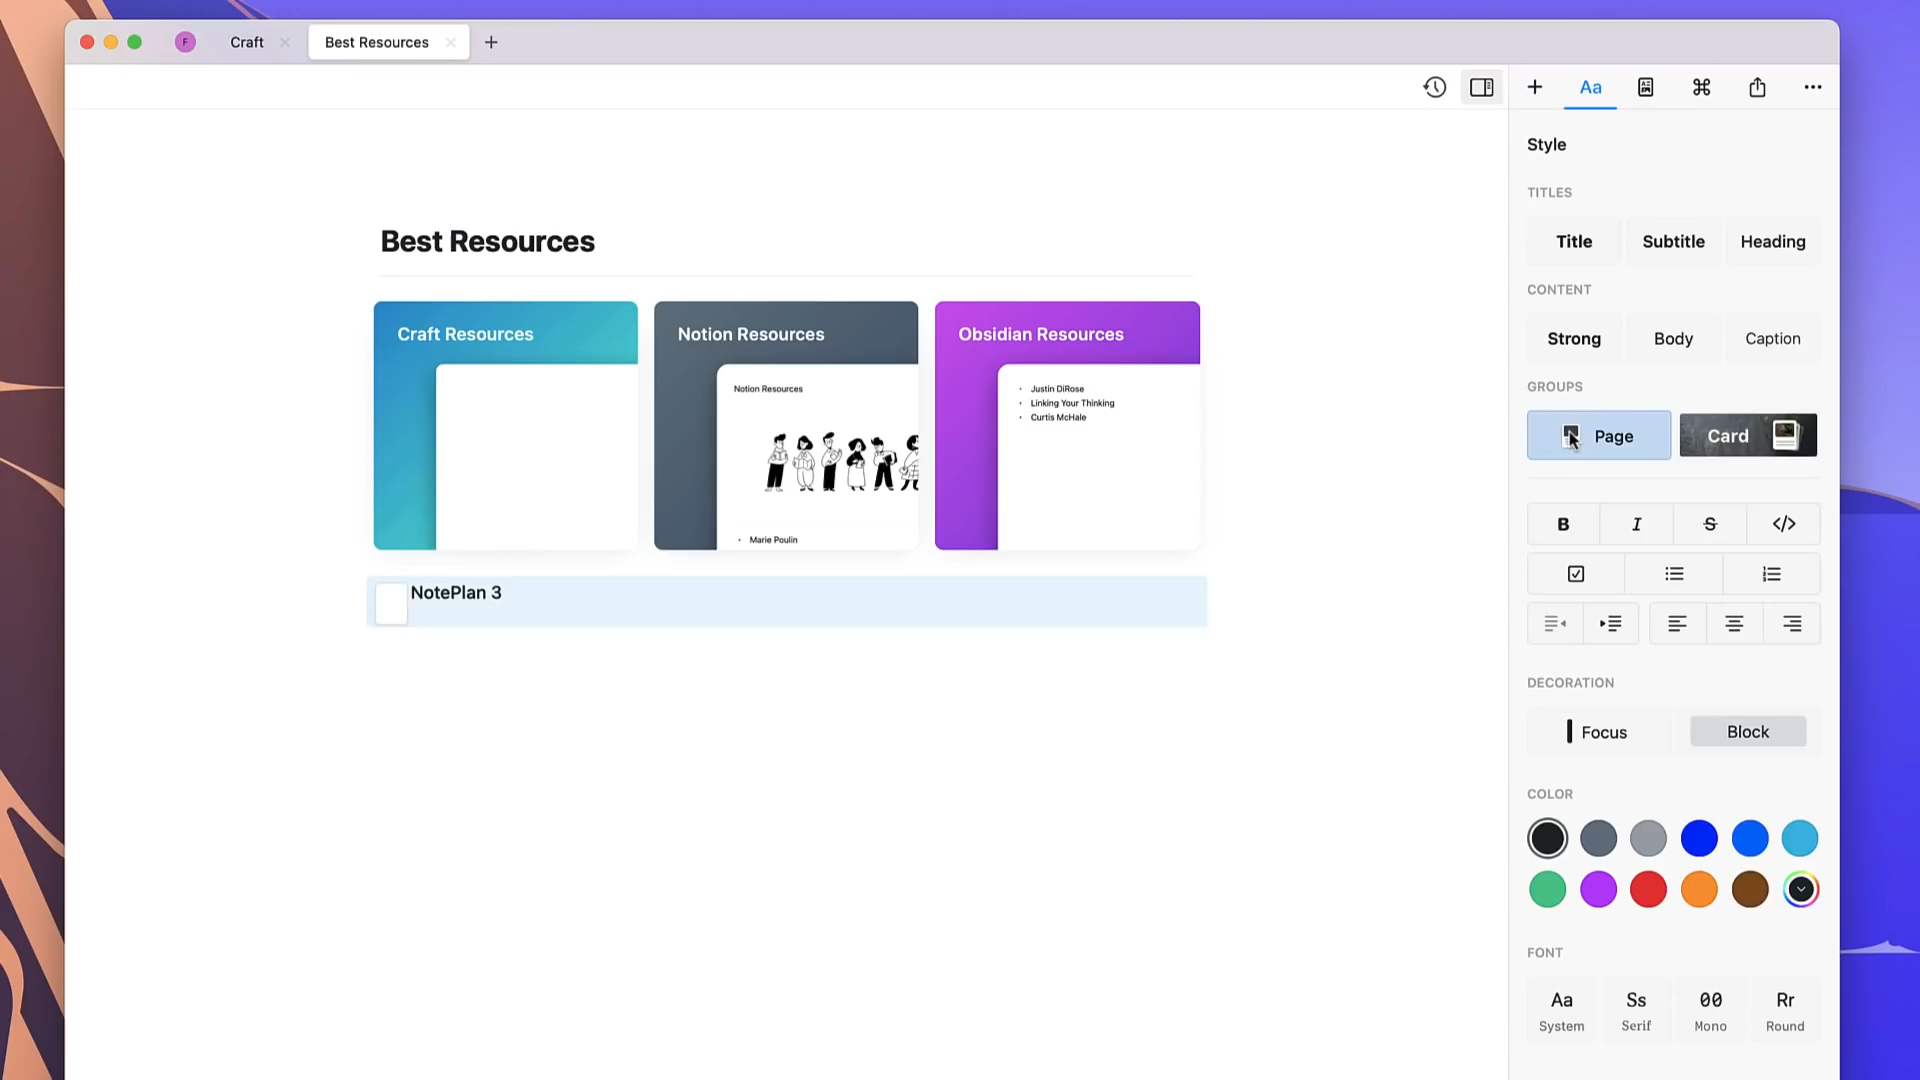 F
Craft
Best Resources
Aa
Style
TITLES
Best Resources
Title
Subtitle
Heading
CONTENT
Craft Resources
Notion Resources
Obsidian Resources
Strong
Body
Caption
GROUPS
Notion Resources
Justin DiRose
Linking Your Thinking
Curtis McHale
Page
Card
B
I
S
</>
Marie Poulin
NotePlan 3
DECORATION
Focus
Block
COLOR
FONT
Aa
Ss
00
Rr
System
Serif
Mono
Round